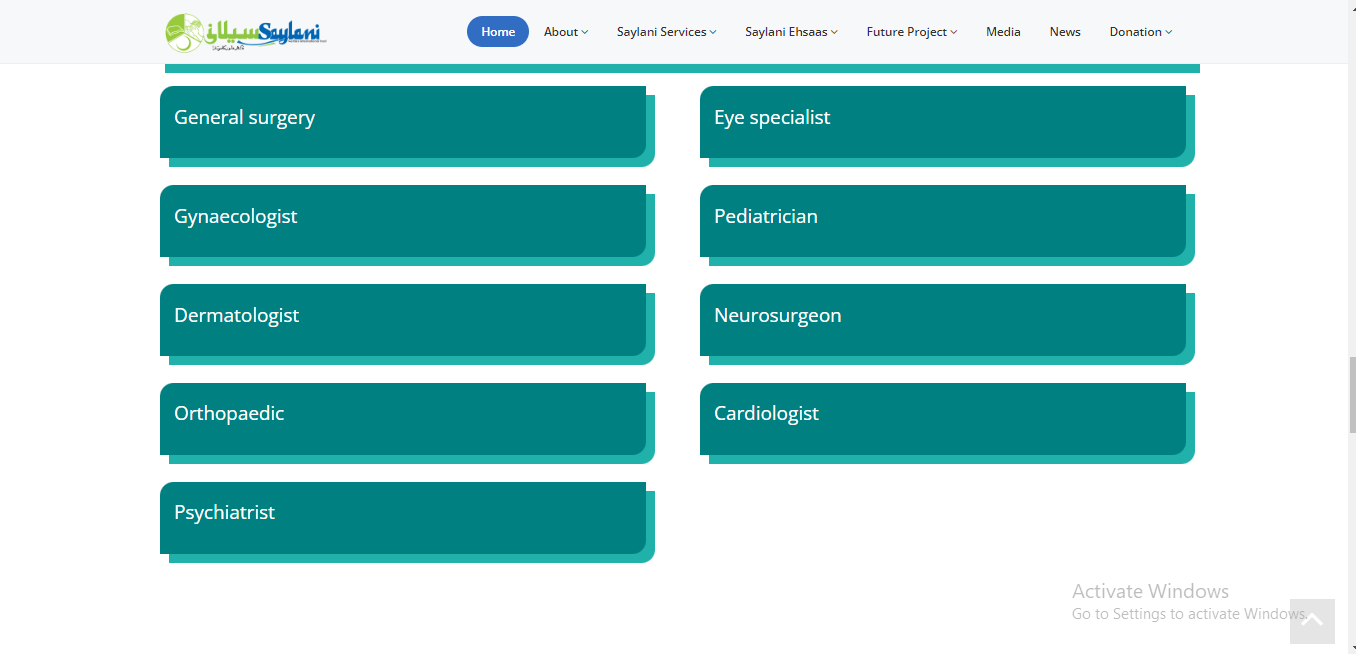 سیلانی Saylani
Home About Saylani Services Saylani Ehsaas Future Project Media News Donation
General surgery
Eye specialist
Gynaecologist
Pediatrician
Dermatologist
Neurosurgeon
Orthopaedic
Cardiologist
Psychiatrist
Activate Windows
Go to Settings to activate Windows.